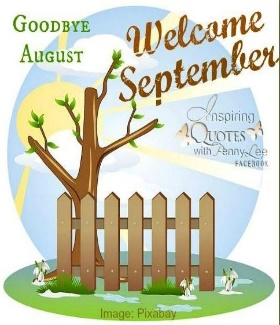 GOODBYE
AUGUST
Welcome
September
Inspiring
QUOTES
with Penny Lee
FACEBOOK
Image: Pixabay